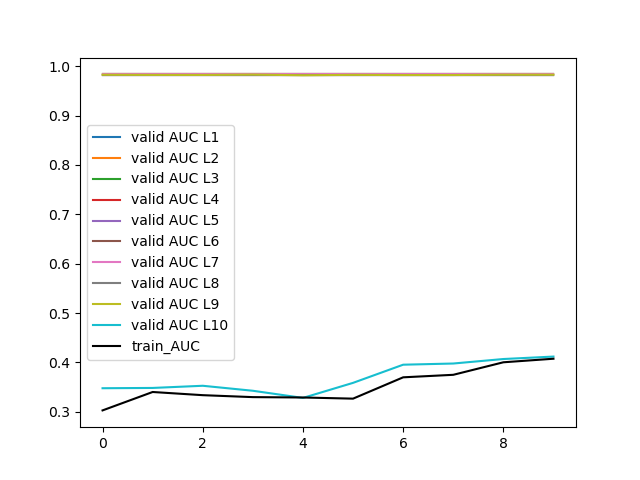 1.0
0.9
0.8
0.7
0.6
0.5
0.4
0.3
valid AUC L1
valid AUC L2
valid AUC L3
valid AUC L4
valid AUC L5
valid AUC L6
valid AUC L7
valid AUC L8
valid AUC L9
valid AUC L10
train_AUC
0 2 4 6 8